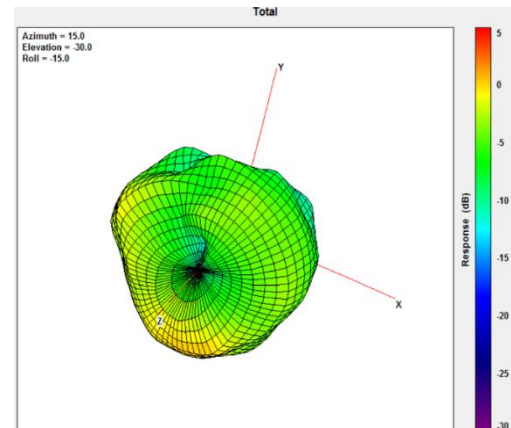 Total
Azimuth = 15.0
Elevation = -30.0
Roll = -15.0
Y
X
Z
5
0
-5
-10
-15
-20
-25
-30
Response (dB)